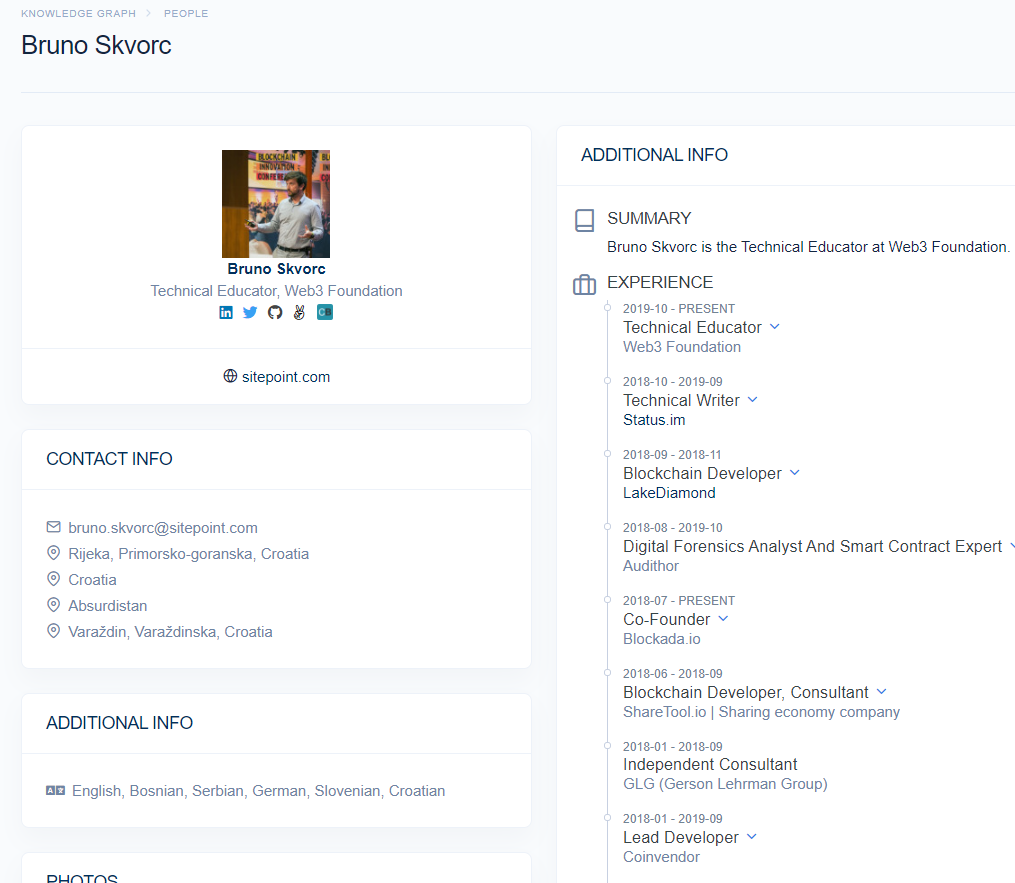 KNOWLEDGE GRAPH > PEOPLE
Bruno Skvorc
BLOCKCHAIN
INNOVATION
CONFERE
Bruno Skvorc
Technical Educator, Web3 Foundation
sitepoint.com
CONTACT INFO
bruno.skvorc@sitepoint.com
Rijeka, Primorsko-goranska, Croatia
Croatia
Absurdistan
Varaždin, Varaždinska, Croatia
ADDITIONAL INFO
English, Bosnian, Serbian, German, Slovenian, Croatian
PHOTOS
ADDITIONAL INFO
SUMMARY
Bruno Skvorc is the Technical Educator at Web3 Foundation.
EXPERIENCE
2019-10 - PRESENT
Technical Educator
Web3 Foundation
2018-10 - 2019-09
Technical Writer
Status.im
2018-09 - 2018-11
Blockchain Developer
LakeDiamond
2018-08 - 2019-10
Digital Forensics Analyst And Smart Contract Expert
Audithor
2018-07 - PRESENT
Co-Founder
Blockada.io
2018-06 - 2018-09
Blockchain Developer, Consultant
ShareTool.io | Sharing economy company
2018-01 - 2018-09
Independent Consultant
GLG (Gerson Lehrman Group)
2018-01 - 2019-09
Lead Developer
Coinvendor